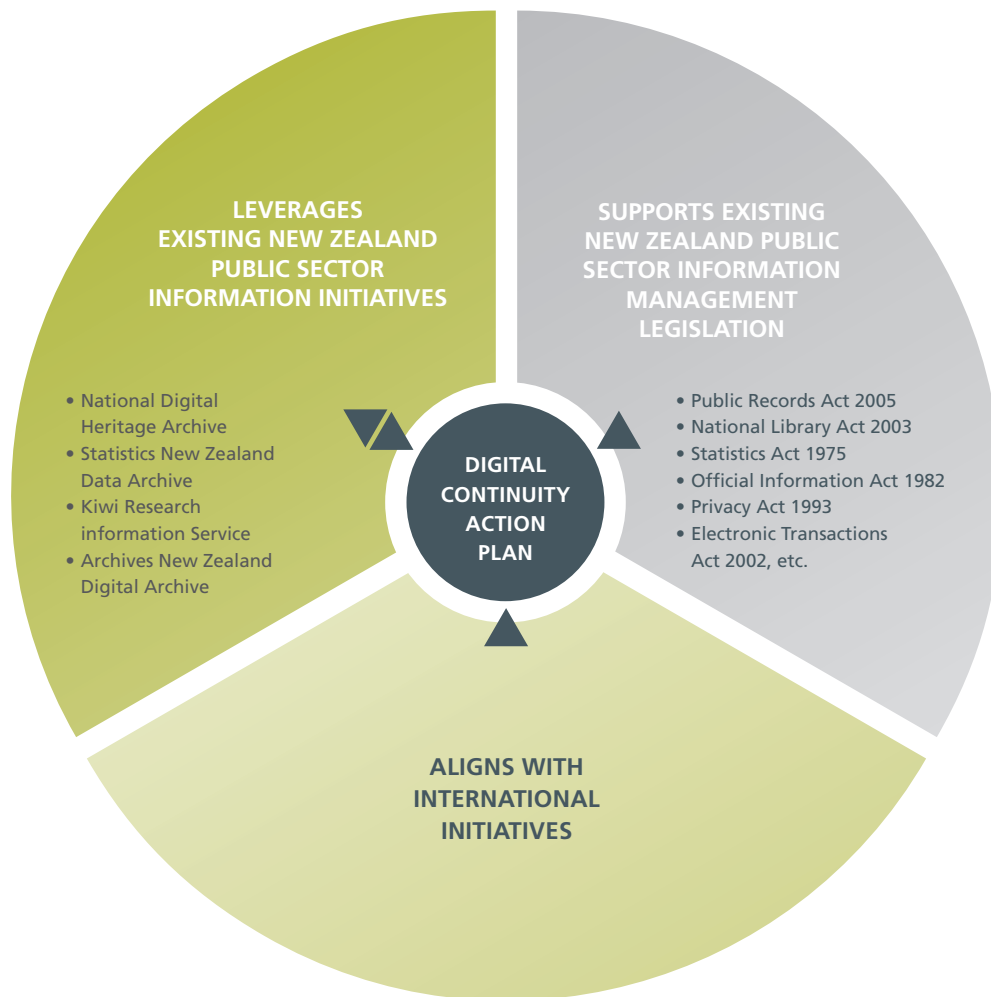 LEVERAGES
EXISTING NEW ZEALAND
PUBLIC SECTOR
INFORMATION INITIATIVES
• National Digital
Heritage Archive
• Statistics New Zealand
Data Archive
• Kiwi Research
information Service
• Archives New Zealand
Digital Archive
SUPPORTS EXISTING
NEW ZEALAND PUBLIC
SECTOR INFORMATION
MANAGEMENT
LEGISLATION
• Public Records Act 2005
• National Library Act 2003
• Statistics Act 1975
• Official Information Act 1982
• Privacy Act 1993
• Electronic Transactions
Act 2002, etc.
DIGITAL
CONTINUITY
ACTION
PLAN
ALIGNS WITH
INTERNATIONAL
INITIATIVES